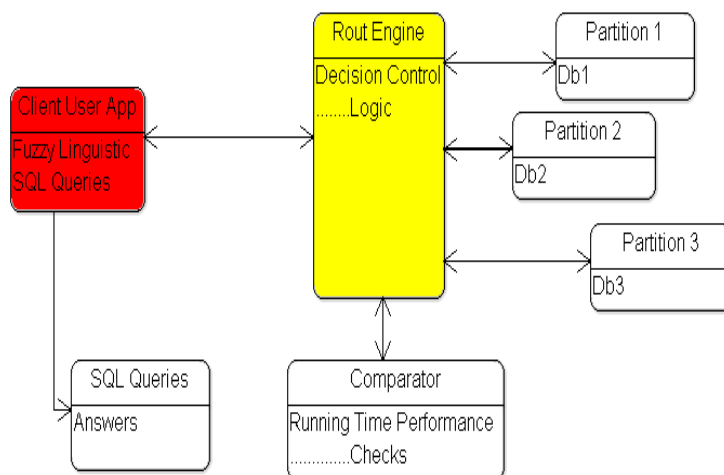 Client User App
Fuzzy Linguistic
SQL Queries
Rout Engine
Decision Control
........Logic
Partition 1
Db1
Partition 2
Db2
Partition 3
Db3
SQL Queries
Answers
Comparator
Running Time Performance
.............Checks